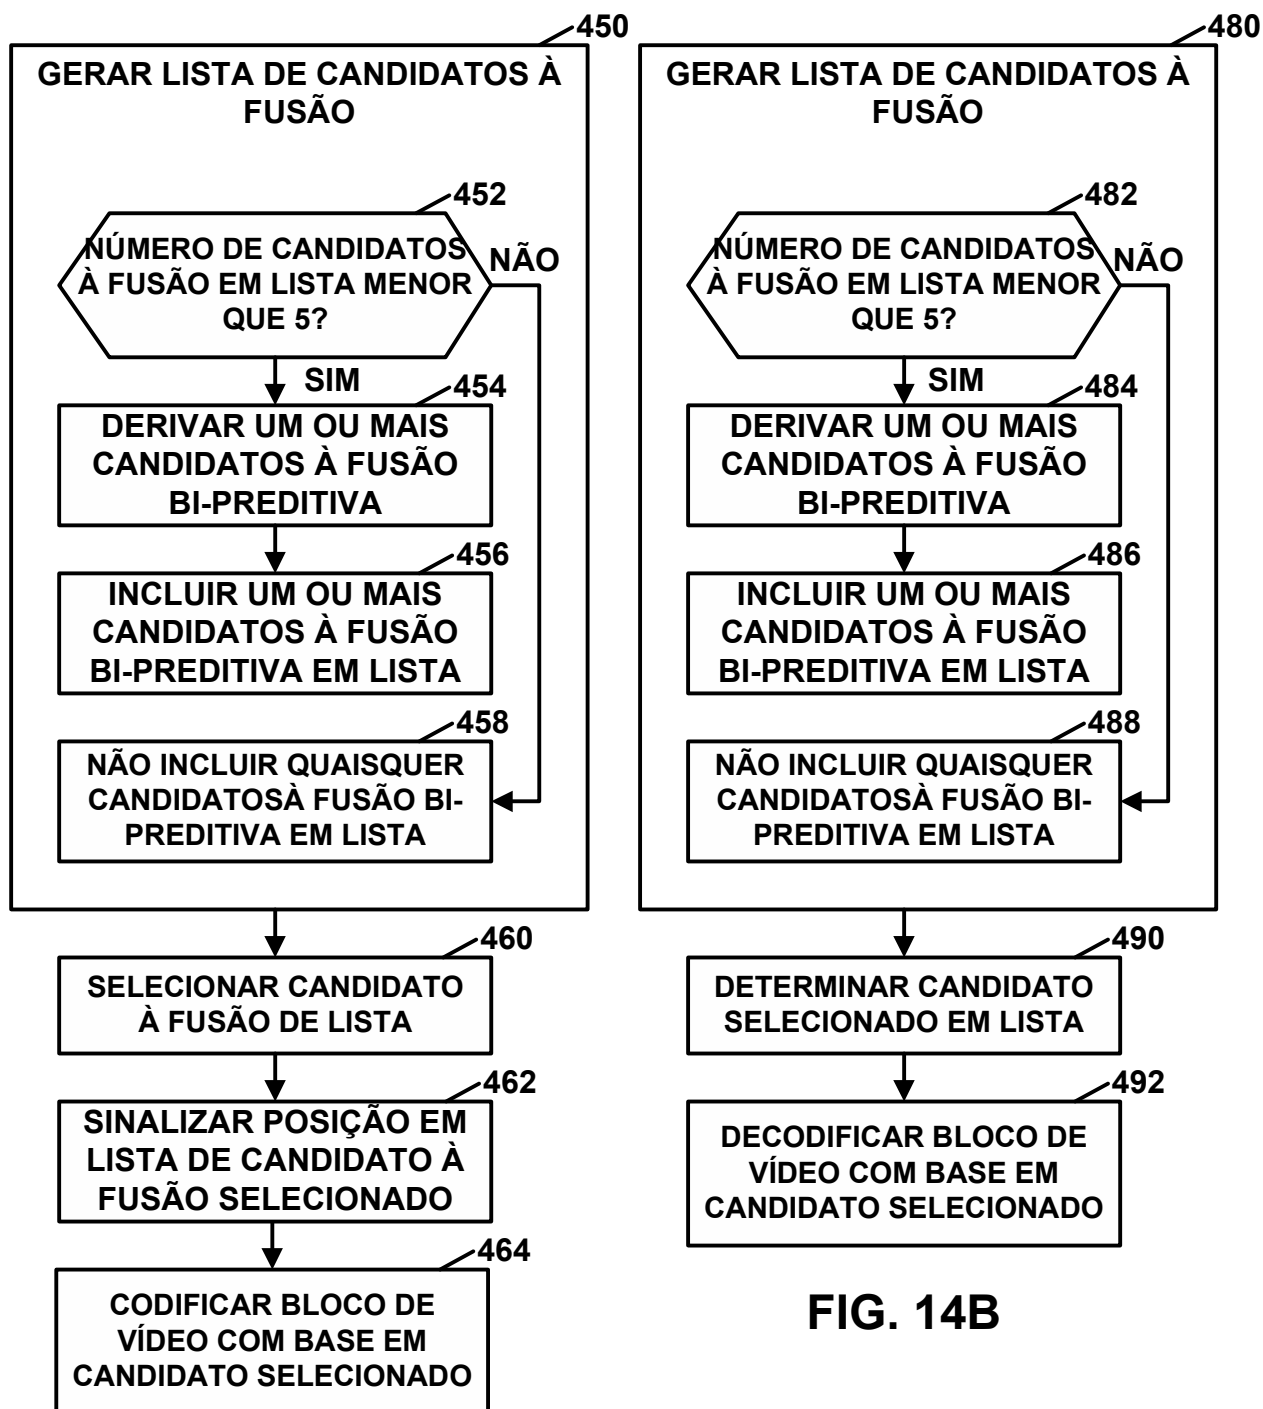 450
GERAR LISTA DE CANDIDATOS À
FUSÃO
452
NÚMERO DE CANDIDATOS
À FUSÃO EM LISTA MENOR
QUE 5?
NÃO
SIM
454
DERIVAR UM OU MAIS
CANDIDATOS À FUSÃO
BI-PREDITIVA
456
INCLUIR UM OU MAIS
CANDIDATOS À FUSÃO
BI-PREDITIVA EM LISTA
458
NÃO INCLUIR QUAISQUER
CANDIDATOSÀ FUSÃO BI-
PREDITIVA EM LISTA
460
SELECIONAR CANDIDATO
À FUSÃO DE LISTA
462
SINALIZAR POSIÇÃO EM
LISTA DE CANDIDATO À
FUSÃO SELECIONADO
464
CODIFICAR BLOCO DE
VÍDEO COM BASE EM
CANDIDATO SELECIONADO
480
GERAR LISTA DE CANDIDATOS À
FUSÃO
482
NÚMERO DE CANDIDATOS
À FUSÃO EM LISTA MENOR
QUE 5?
NÃO
SIM
484
DERIVAR UM OU MAIS
CANDIDATOS À FUSÃO
BI-PREDITIVA
486
INCLUIR UM OU MAIS
CANDIDATOS À FUSÃO
BI-PREDITIVA EM LISTA
488
NÃO INCLUIR QUAISQUER
CANDIDATOSÀ FUSÃO BI-
PREDITIVA EM LISTA
490
DETERMINAR CANDIDATO
SELECIONADO EM LISTA
492
DECODIFICAR BLOCO DE
VÍDEO COM BASE EM
CANDIDATO SELECIONADO
FIG. 14B